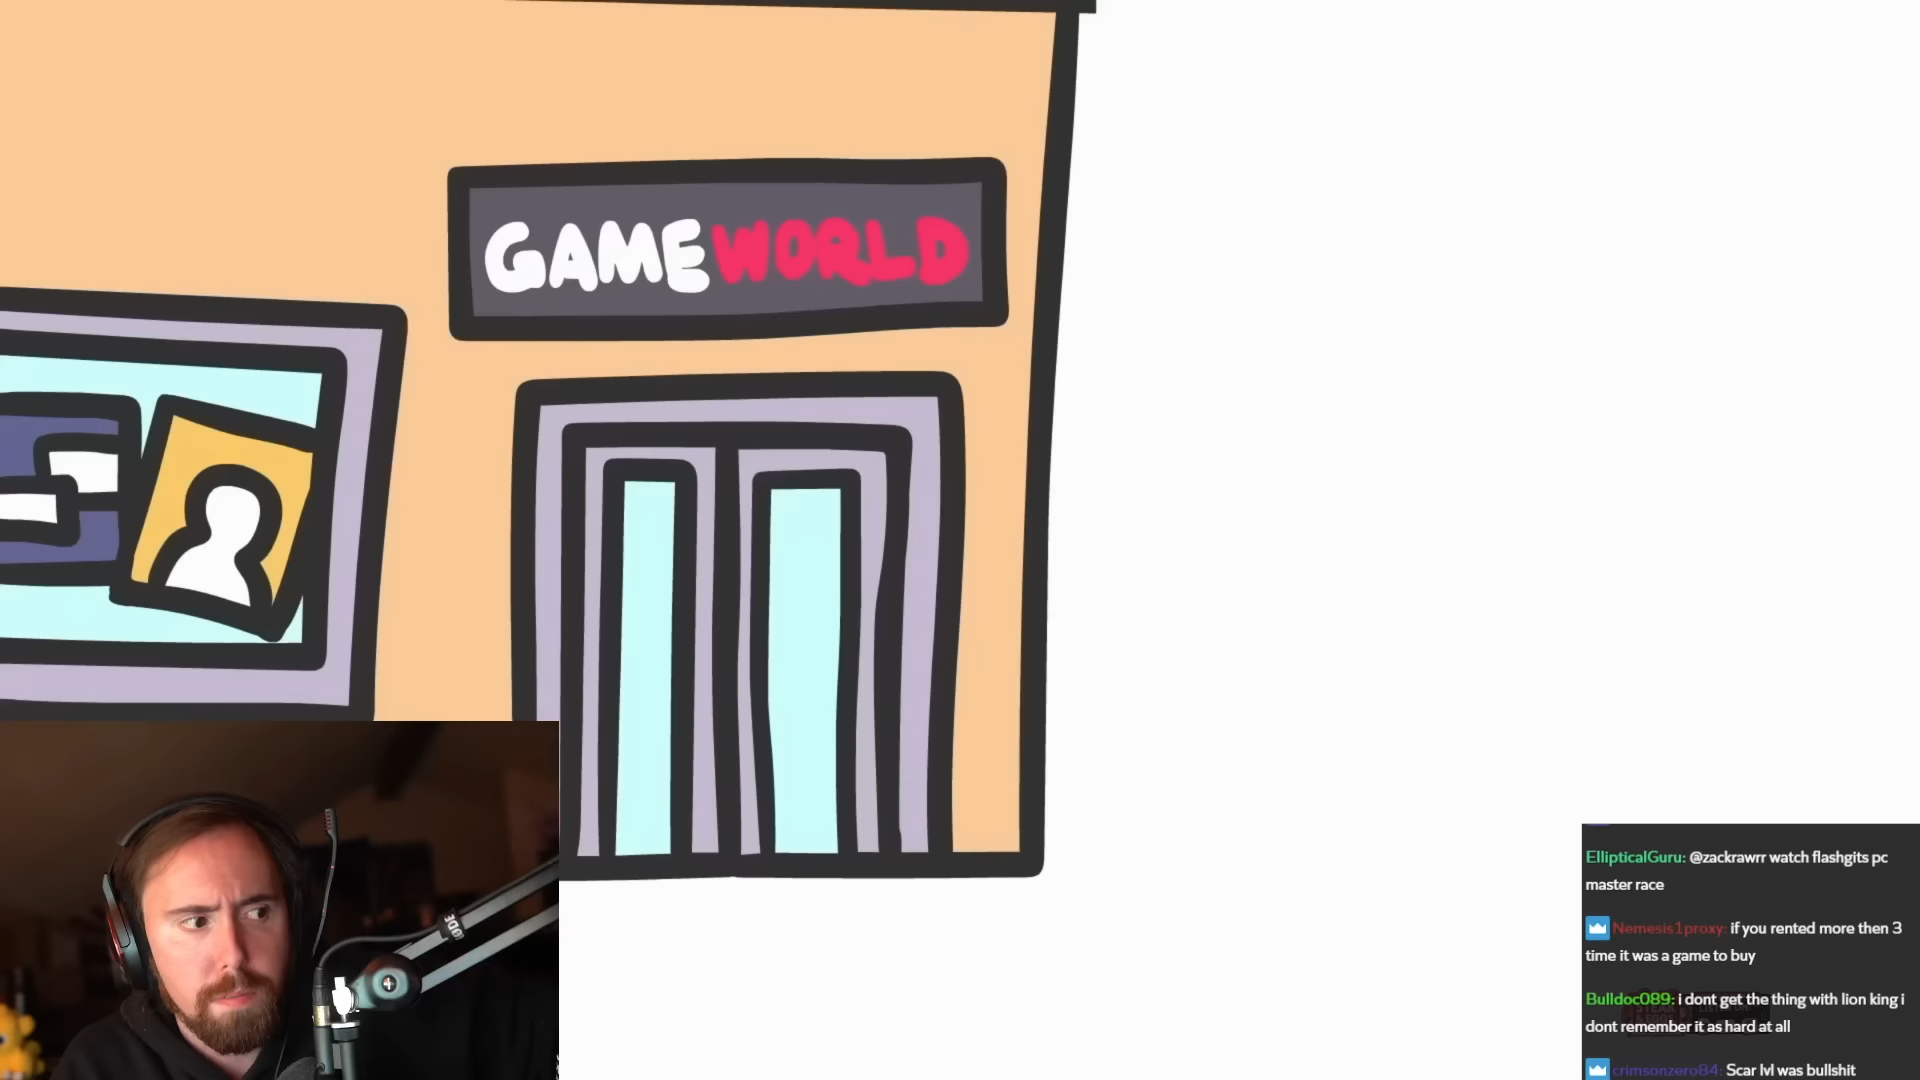 GAMEWORLD
EllipticalGuru: @zackrawrr watch flashgits pc
master race
Nemesis1proxy: if you rented more then 3
time it was a game to buy
Bulldoc089: i dont get the thing with lion king i
dont remember it as hard at all
crimsonzero84: Scar lvl was bullshit